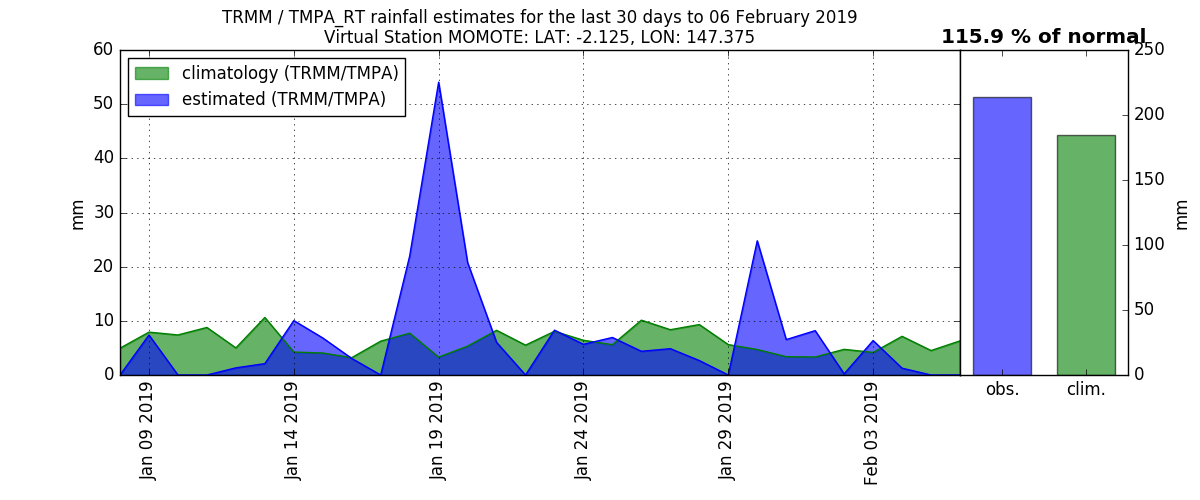 TRMM / TMPA_RT rainfall estimates for the last 30 days to 06 February 2019
Virtual Station MOMOTE: LAT: -2.125, LON: 147.375
115.9 % of normal
climatology (TRMM/TMPA)
estimated (TRMM/TMPA)
mm
60
50
40
30
20
10
0
Jan 09 2019
Jan 14 2019
Jan 19 2019
Jan 24 2019
Jan 29 2019
Feb 03 2019
obs.
clim.
250
200
150
100
50
0
mm